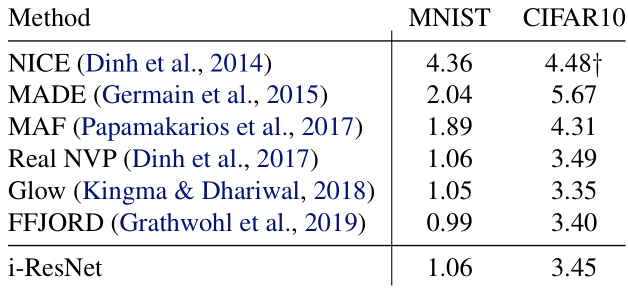 Method MNIST CIFAR10
NICE (Dinh et al., 2014) 4.36 4.48†
MADE (Germain et al., 2015) 2.04 5.67
MAF (Papamakarios et al., 2017) 1.89 4.31
Real NVP (Dinh et al., 2017) 1.06 3.49
Glow (Kingma & Dhariwal, 2018) 1.05 3.35
FFJORD (Grathwohl et al., 2019) 0.99 3.40
i-ResNet 1.06 3.45